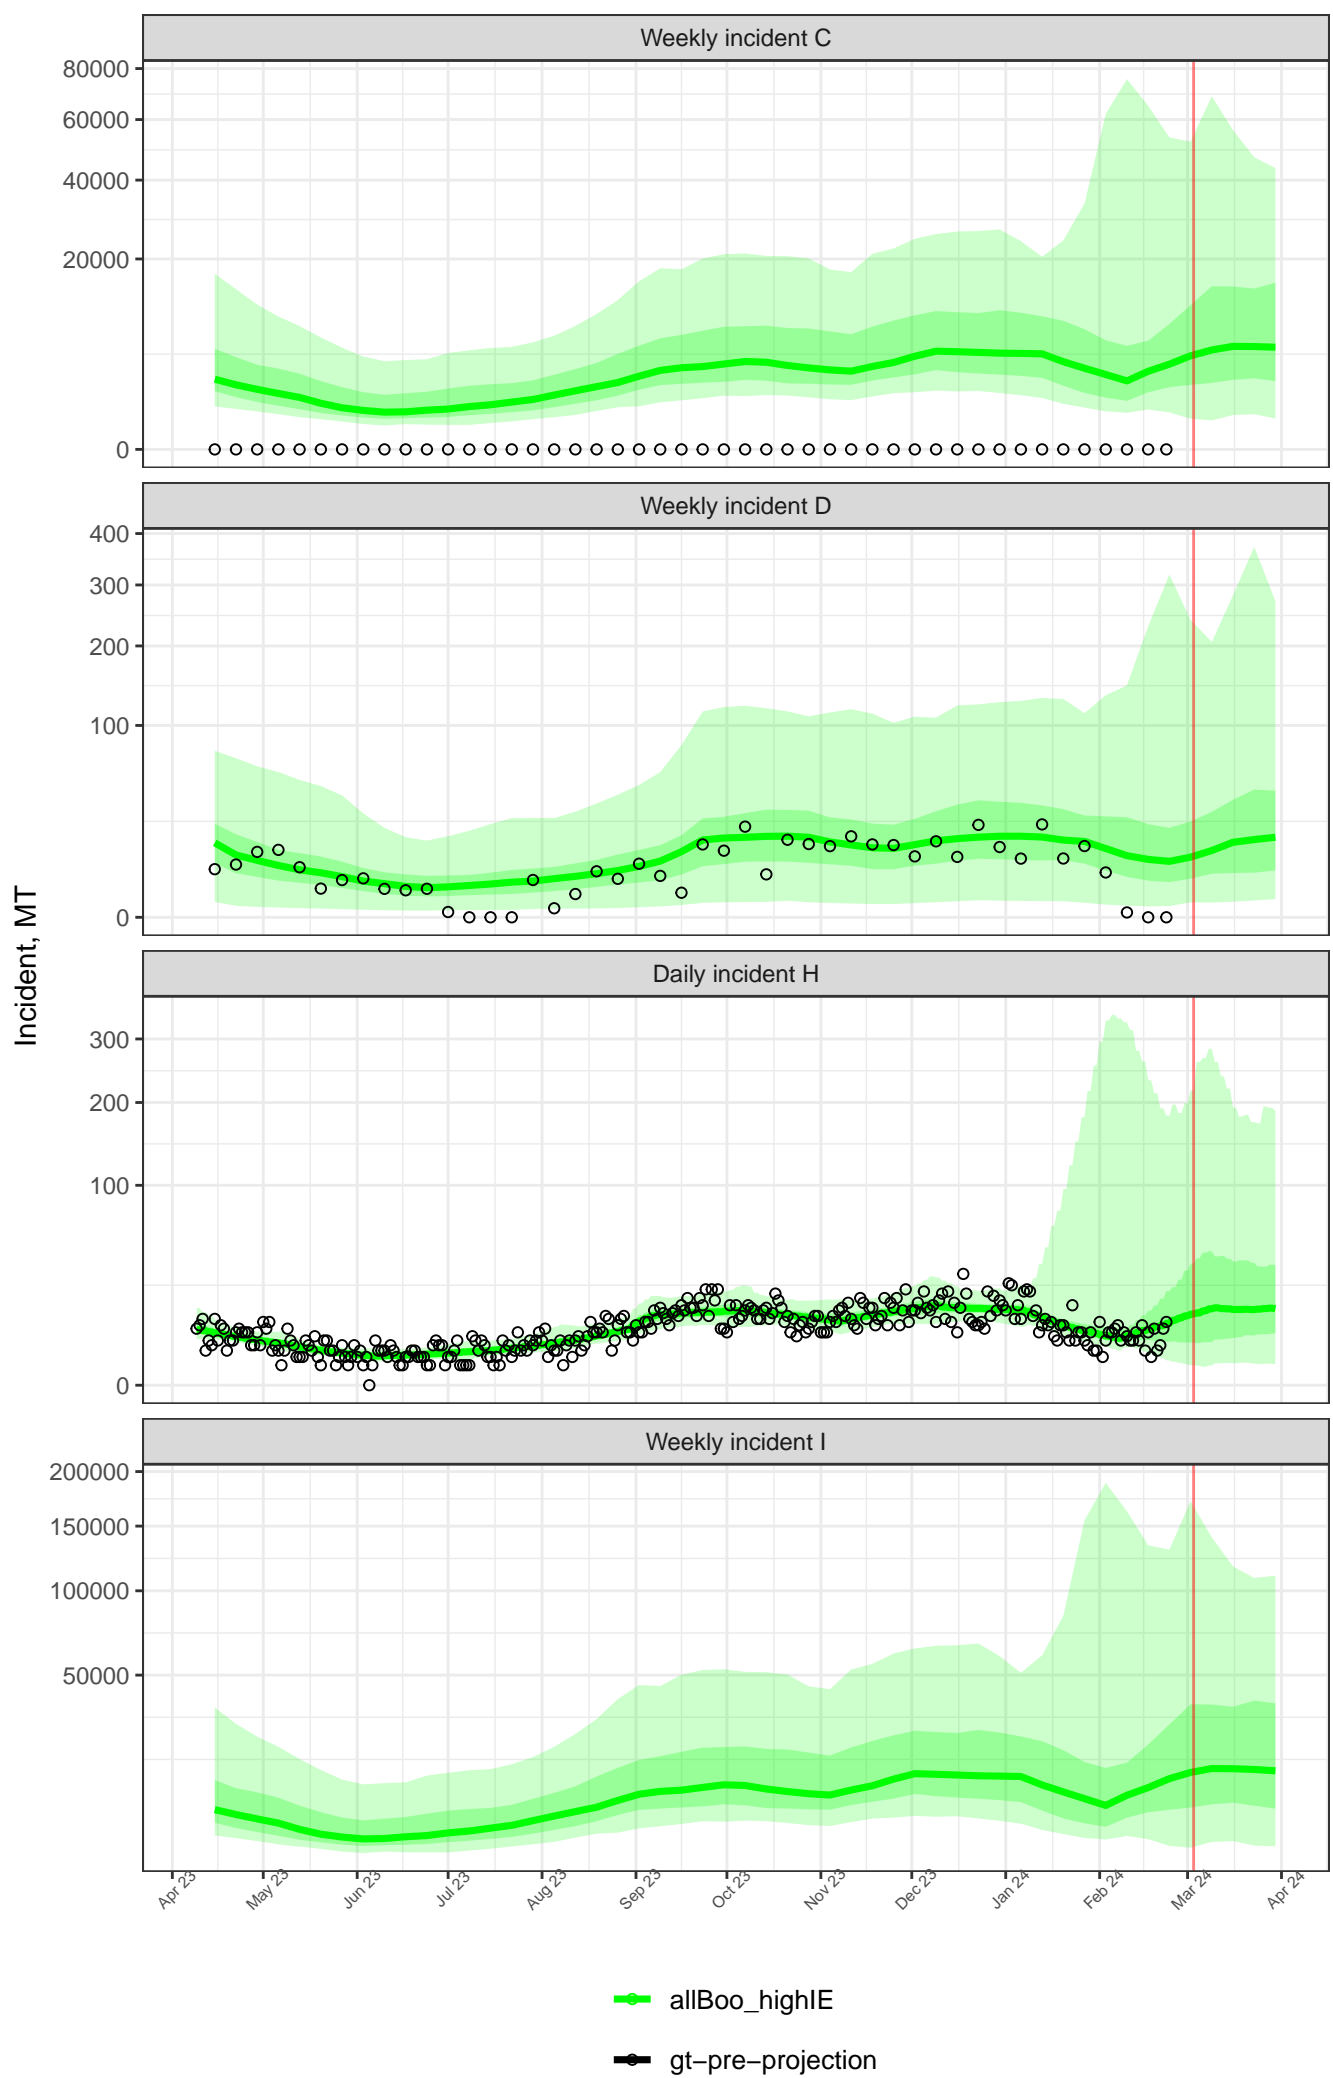 Weekly incident C
80000
60000
40000
20000
0
Weekly incident D
400
300
200
100
0
Incident, MT
Daily incident H
300
200
100
0
Weekly incident I
200000
150000
100000
50000
Apr 23
May 23
Jun 23
Jul 23
Aug 23
Sep 23
Oct 23
Nov 23
Dec 23
Jan 24
Feb 24
Mar 24
Apr 24
allBoo_highIE
gt−pre−projection